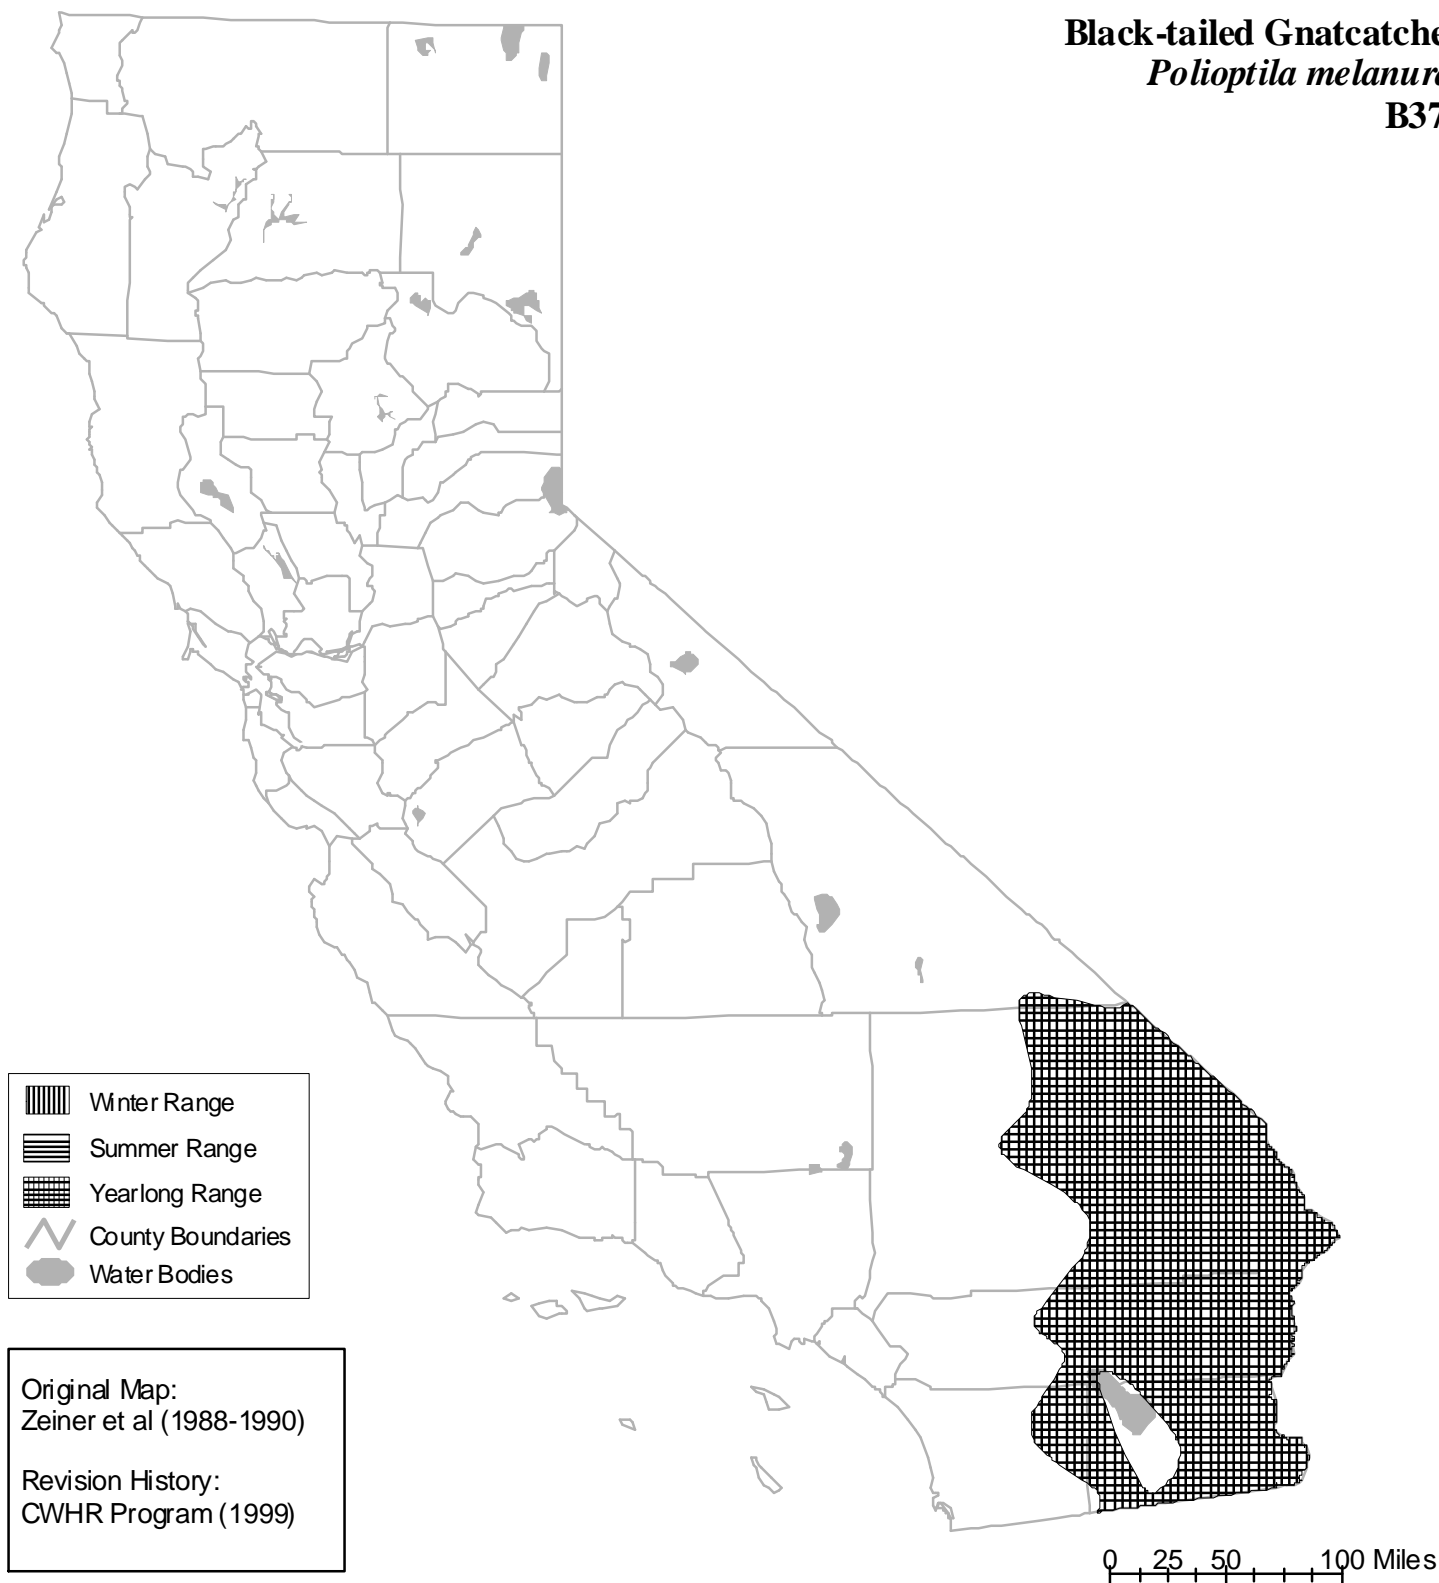 Black-tailed Gnatcatche
Polioptila melanura
B37
Winter Range
Summer Range
Yearlong Range
County Boundaries
Water Bodies
Original Map:
Zeiner et al (1988-1990)
Revision History:
CWHR Program (1999)
0 25 50 100 Miles